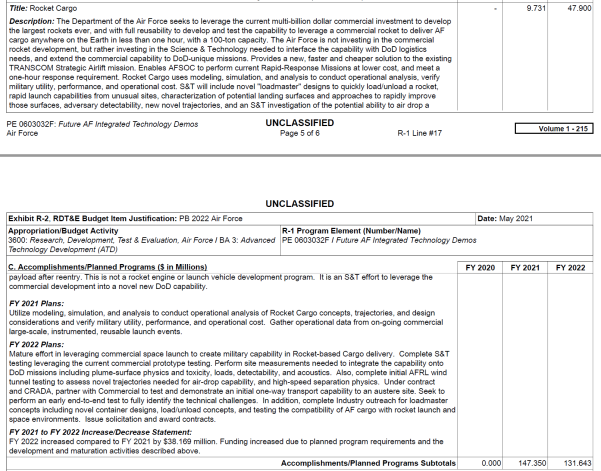 Title: Rocket Cargo - 9.731 47.900
Description: The Department of the Air Force seeks to leverage the current multi-billion dollar commercial investment to develop
the largest rockets ever, and with full reusability to develop and test the capability to leverage a commercial rocket to deliver AF
cargo anywhere on the Earth in less than one hour, with a 100-ton capacity. The Air Force is not investing in the commercial
rocket development, but rather investing in the Science & Technology needed to interface the capability with DoD logistics
needs, and extend the commercial capability to DoD-unique missions. Provides a new, faster and cheaper solution to the existing
TRANSCOM Strategic Airlift mission. Enables AFSOC to perform current Rapid-Response Missions at lower cost, and meet a
one-hour response requirement. Rocket Cargo uses modeling, simulation, and analysis to conduct operational analysis, verify
military utility, performance, and operational cost. S&T will include novel "loadmaster" designs to quickly load/unload a rocket,
rapid launch capabilities from unusual sites, characterization of potential landing surfaces and approaches to rapidly improve
those surfaces, adversary detectability, new novel trajectories, and an S&T investigation of the potential ability to air drop a
PE 0603032F: Future AF Integrated Technology Demos UNCLASSIFIED
Air Force Page 5 of 6 R-1 Line #17 Volume 1 - 215
UNCLASSIFIED
Exhibit R-2, RDT&E Budget Item Justification: PB 2022 Air Force Date: May 2021
Appropriation/Budget Activity R-1 Program Element (Number/Name)
3600: Research, Development, Test & Evaluation, Air Force I BA 3: Advanced PE 0603032F I Future AF Integrated Technology Demos
Technology Development (ATD)
C. Accomplishments/Planned Programs ($ in Millions) FY 2020 FY 2021 FY 2022
payload after reentry. This is not a rocket engine or launch vehicle development program. It is an S&T effort to leverage the
commercial development into a novel new DoD capability.
FY 2021 Plans:
Utilize modeling, simulation, and analysis to conduct operational analysis of Rocket Cargo concepts, trajectories, and design
considerations and verify military utility, performance, and operational cost. Gather operational data from on-going commercial
large-scale, instrumented, reusable launch events.
FY 2022 Plans:
Mature effort in leveraging commercial space launch to create military capability in Rocket-based Cargo delivery. Complete S&T
testing leveraging the current commercial prototype testing. Perform site measurements needed to integrate the capability onto
DoD missions including plume-surface physics and toxicity, loads, detectability, and acoustics. Also, complete initial AFRL wind
tunnel testing to assess novel trajectories needed for air-drop capability, and high-speed separation physics. Under contract
and CRADA, partner with Commercial to test and demonstrate an initial one-way transport capability to an austere site. Seek to
perform an early end-to-end test to fully identify the technical challenges. In addition, complete Industry outreach for loadmaster
concepts including novel container designs, load/unload concepts, and testing the compatibility of AF cargo with rocket launch and
space environments. Issue solicitation and award contracts.
FY 2021 to FY 2022 Increase/Decrease Statement:
FY 2022 increased compared to FY 2021 by $38.169 million. Funding increased due to planned program requirements and the
development and maturation activities described above.
Accomplishments/Planned Programs Subtotals 0.000 147.350 131.643